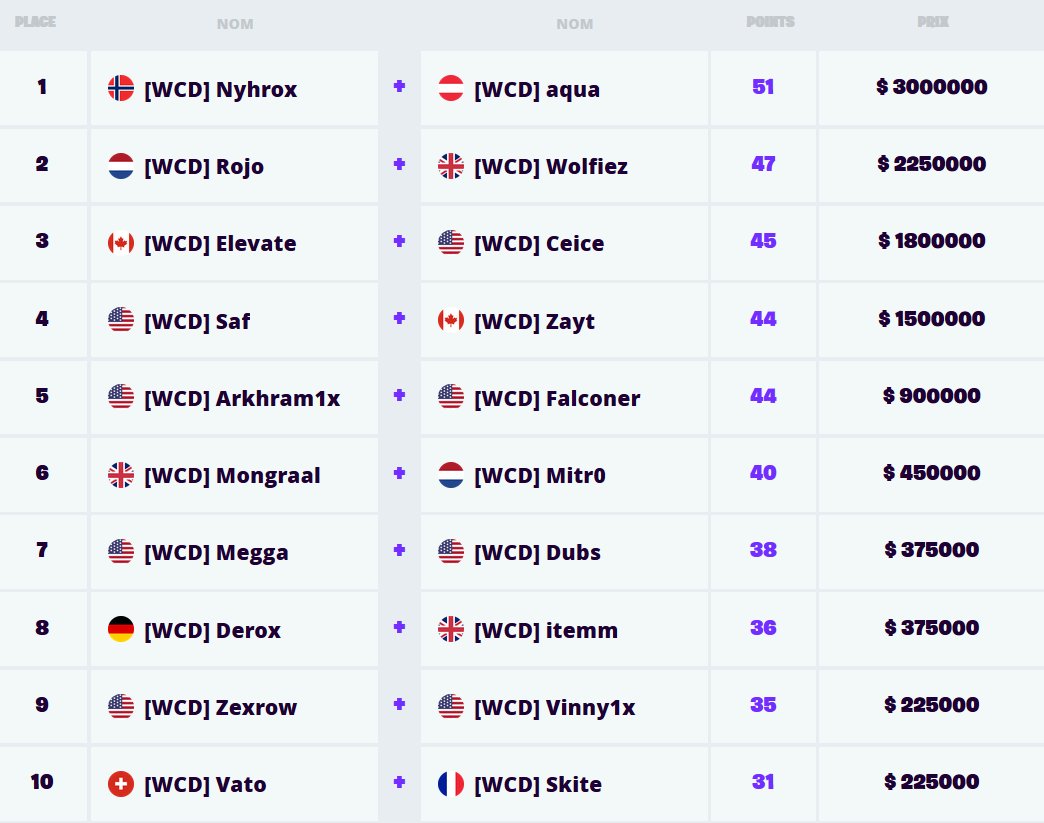 PLACE NOM NOM POINTS PRIX
1 [WCD] Nyhrox + [WCD] aqua 51 $ 3000000
2 [WCD] Rojo + [WCD] Wolfiez 47 $ 2250000
3 [WCD] Elevate + [WCD] Ceice 45 $ 1800000
4 [WCD] Saf + [WCD] Zayt 44 $ 1500000
5 [WCD] Arkhram1x + [WCD] Falconer 44 $ 900000
6 [WCD] Mongraal + [WCD] Mitr0 40 $ 450000
7 [WCD] Megga + [WCD] Dubs 38 $ 375000
8 [WCD] Derox + [WCD] itemm 36 $ 375000
9 [WCD] Zexrow + [WCD] Vinny1x 35 $ 225000
10 [WCD] Vato + [WCD] Skite 31 $ 225000